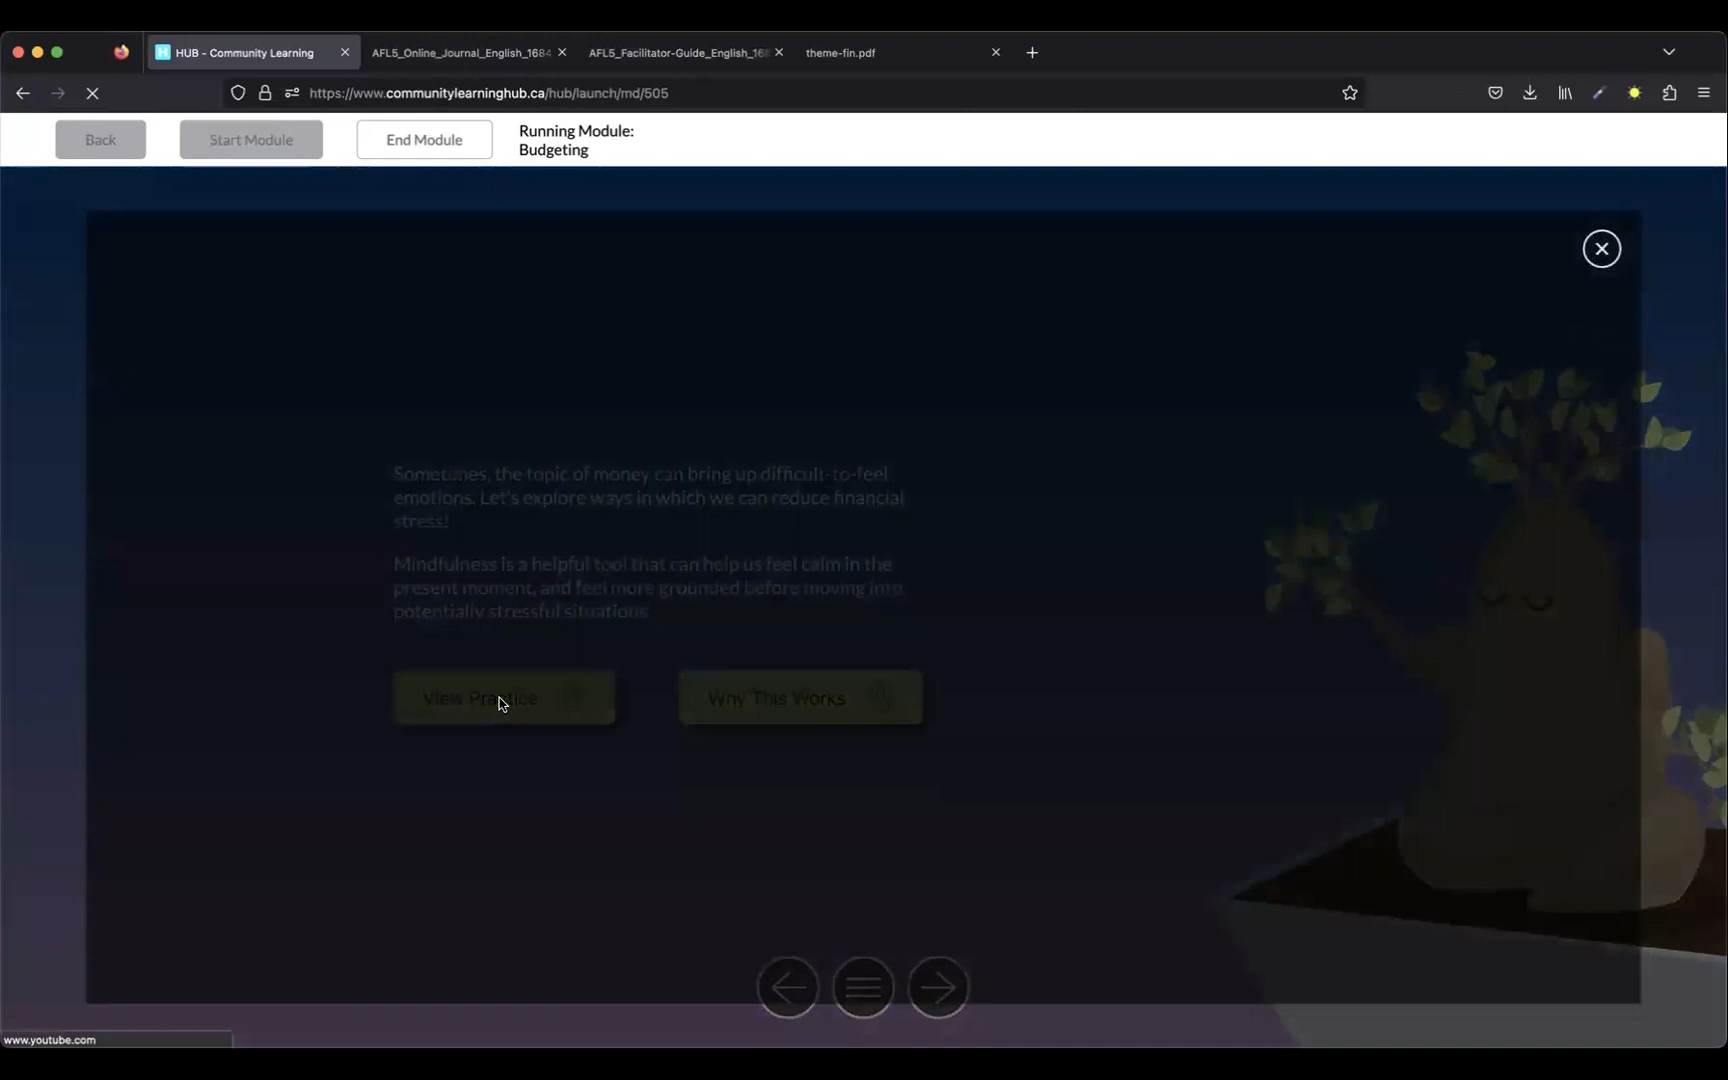 HUB - Community Learning
AFL5_Online_Journal_English_1684
AFL5_Facilitator-Guide_English_168
theme-fin.pdf
https://www.communitylearninghub.ca/hub/launch/md/505
Back
Start Module
End Module
Running Module:
Budgeting
Sometimes, the topic of money can bring up difficult-to-feel
emotions. Let's explore ways in which we can reduce financial
stress!
Mindfulness is a helpful tool that can help us feel calm in the
present moment, and feel more grounded before moving into
potentially stressful situations.
View Practice
Why This Works
www.youtube.com